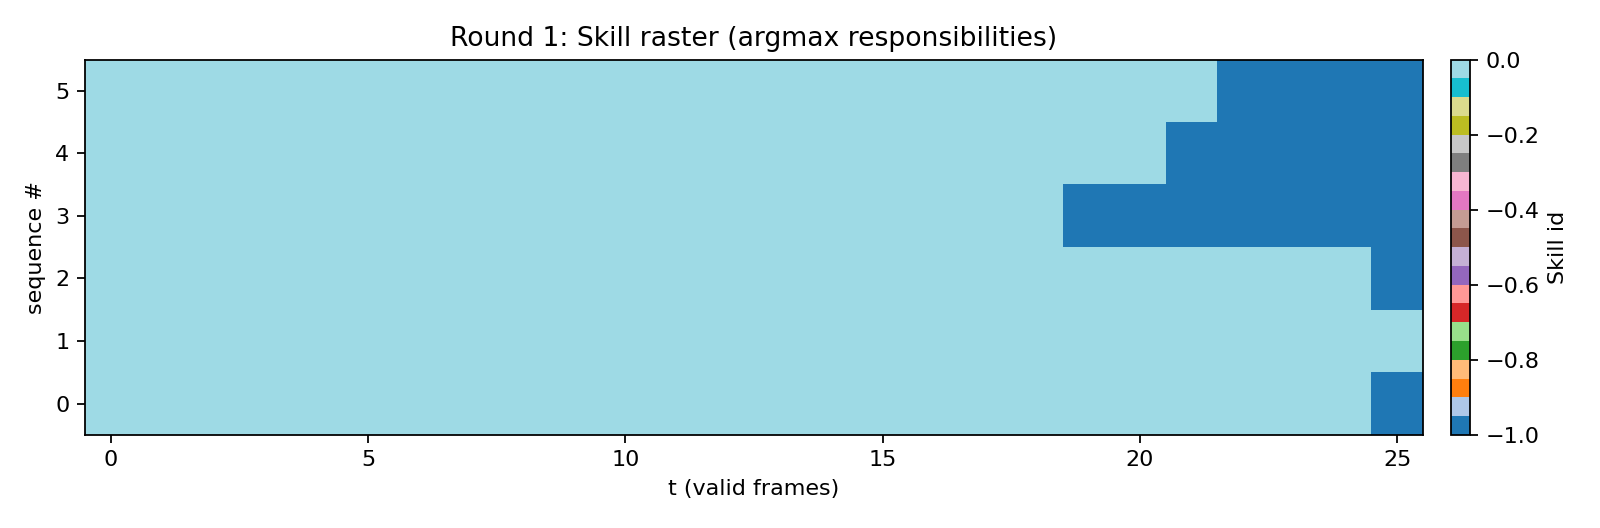 Round 1: Skill raster (argmax responsibilities)
sequence #
5
4
3
2
1
0
0 5 10 15 20 25
t (valid frames)
0.0
−0.2
−0.4
−0.6
−0.8
−1.0
Skill id